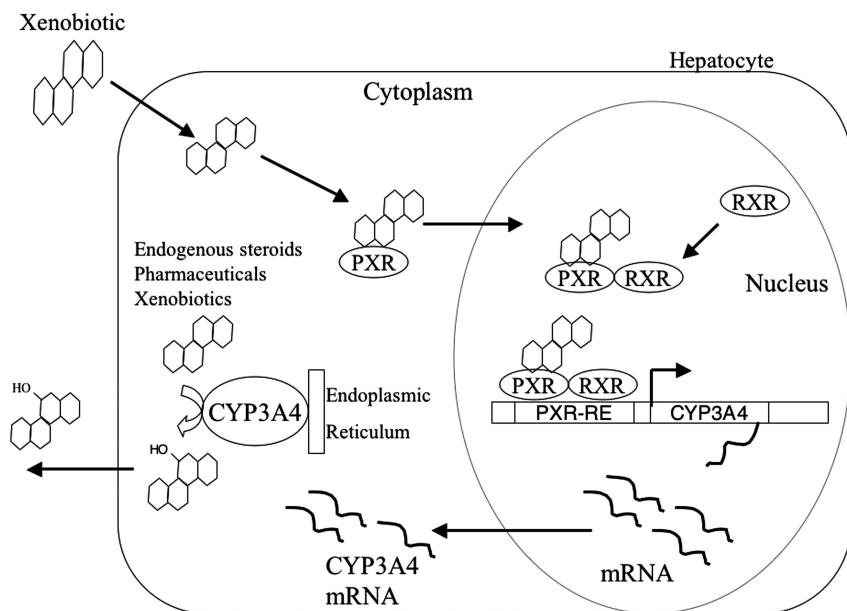 Xenobiotic
Hepatocyte
Cytoplasm
RXR
PXR
PXR
RXR
Nucleus
Endogenous steroids
Pharmaceuticals
Xenobiotics
PXR
RXR
PXR-RE
CYP3A4
HO
CYP3A4
Endoplasmic
Reticulum
HO
CYP3A4
mRNA
mRNA